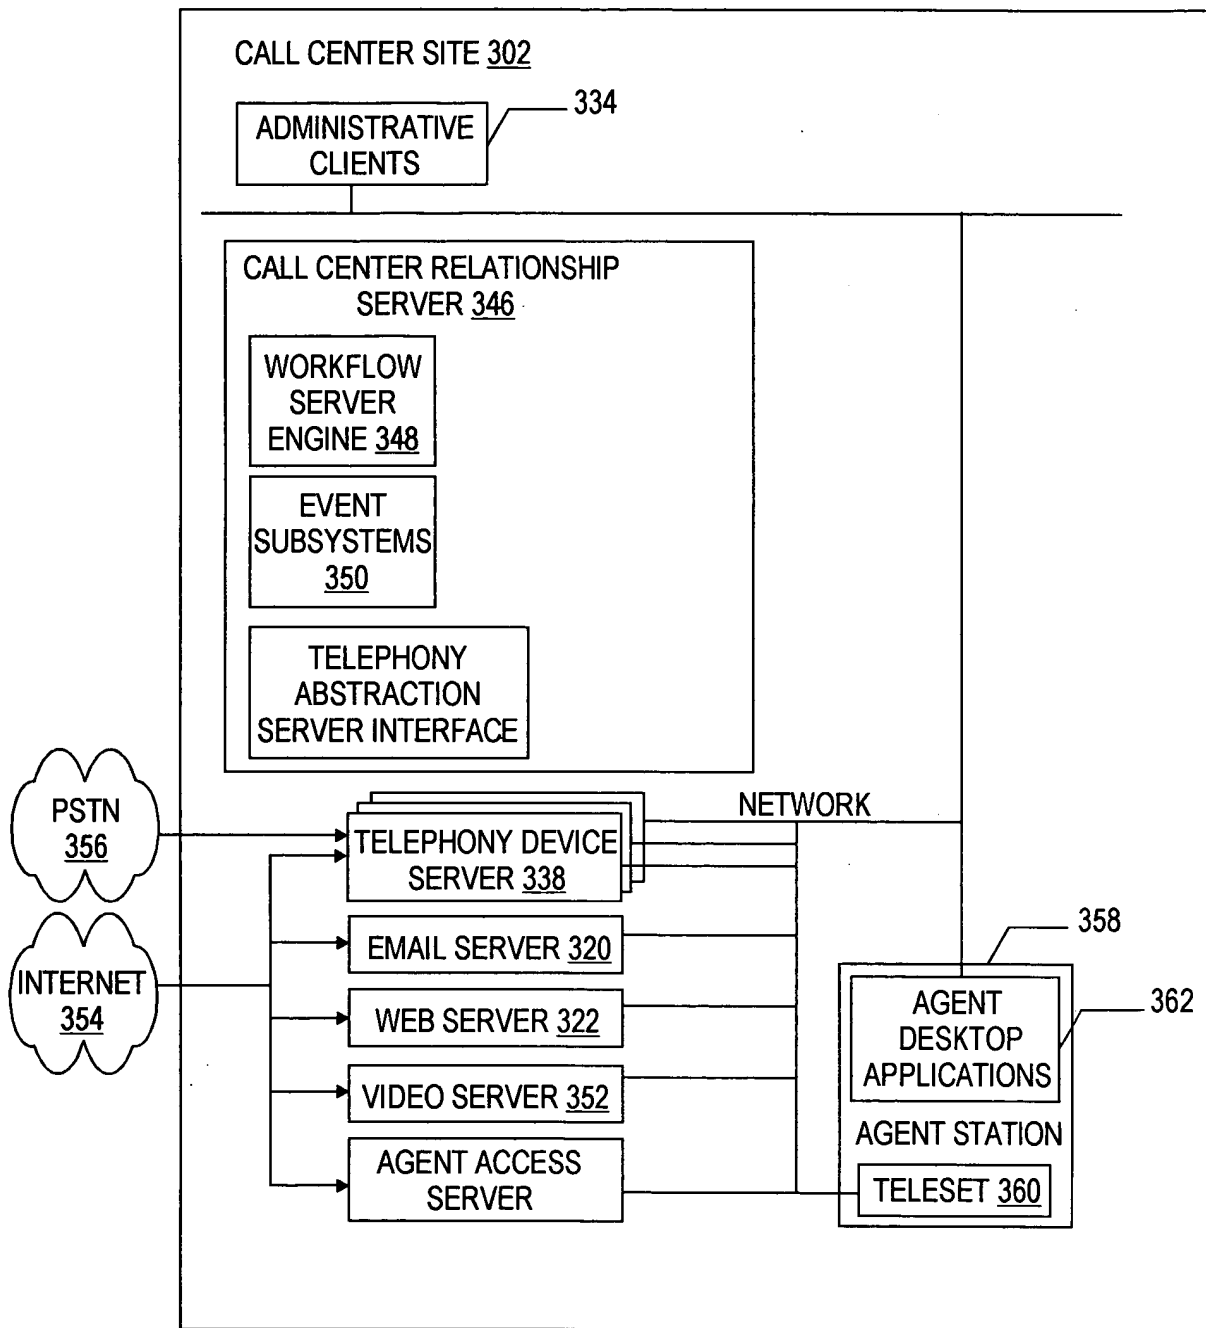 CALL CENTER SITE 302
334
ADMINISTRATIVE
CLIENTS
CALL CENTER RELATIONSHIP
SERVER 346
WORKFLOW
SERVER
ENGINE 348
EVENT
SUBSYSTEMS
350
TELEPHONY
ABSTRACTION
SERVER INTERFACE
PSTN
356
NETWORK
TELEPHONY DEVICE
SERVER 338
INTERNET
354
EMAIL SERVER 320
WEB SERVER 322
VIDEO SERVER 352
AGENT ACCESS
SERVER
358
AGENT
DESKTOP
APPLICATIONS
362
AGENT STATION
TELESET 360